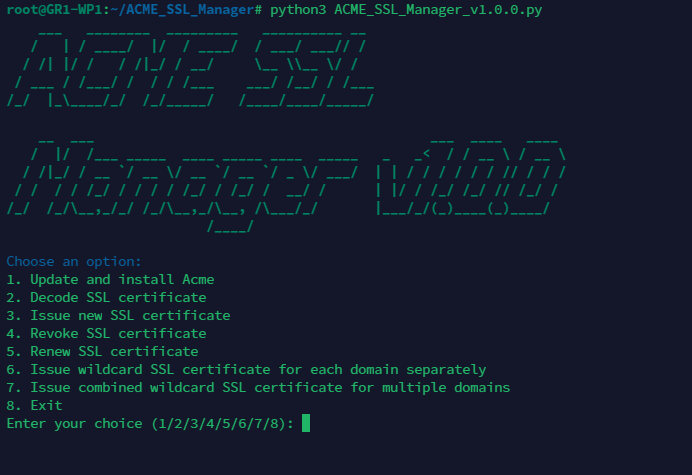 root@GR1-WP1:~/ACME_SSL_Manager# python3 ACME_SSL_Manager_v1.0.0.py
ACME SSL
Manager v1.0.0
Choose an option:
1. Update and install Acme
2. Decode SSL certificate
3. Issue new SSL certificate
4. Revoke SSL certificate
5. Renew SSL certificate
6. Issue wildcard SSL certificate for each domain separately
7. Issue combined wildcard SSL certificate for multiple domains
8. Exit
Enter your choice (1/2/3/4/5/6/7/8):